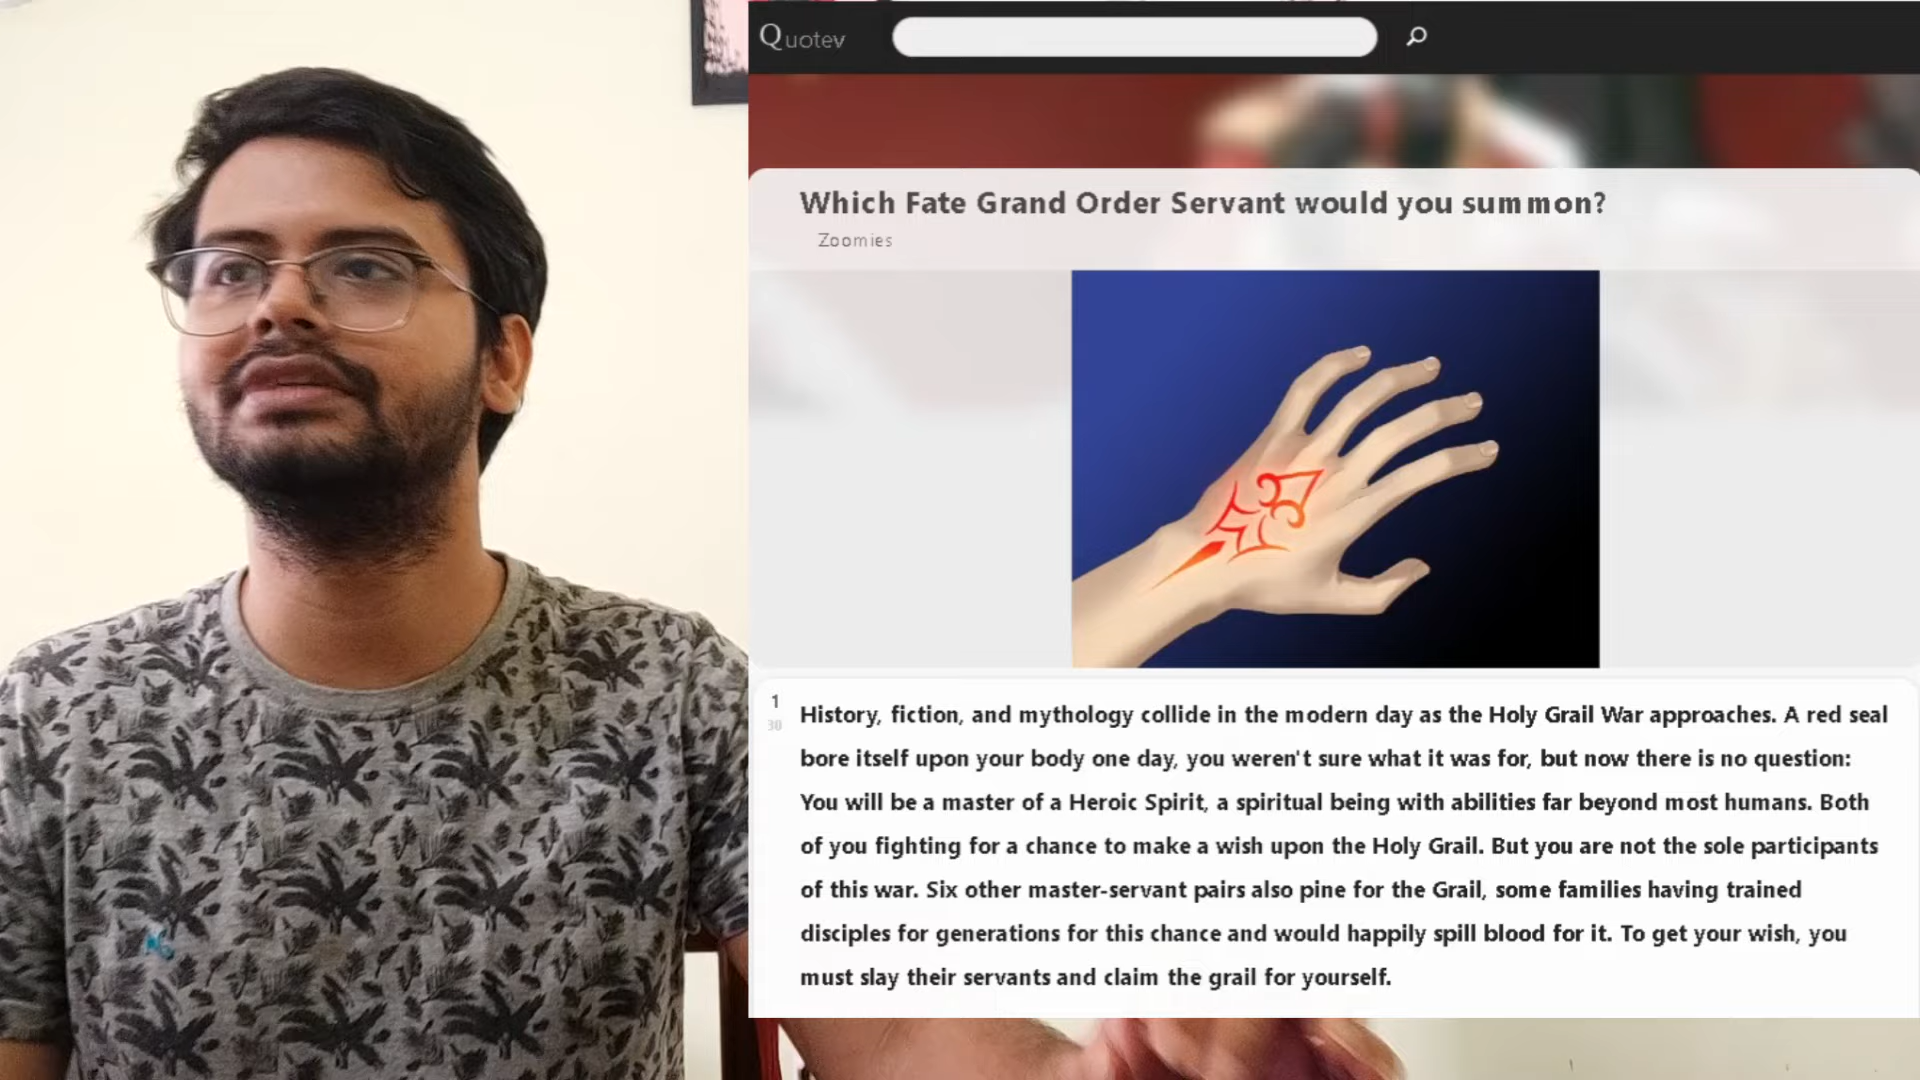 Quotev
Which Fate Grand Order Servant would you summon?
Zoomies
1
30
History, fiction, and mythology collide in the modern day as the Holy Grail War approaches. A red seal
bore itself upon your body one day, you weren't sure what it was for, but now there is no question:
You will be a master of a Heroic Spirit, a spiritual being with abilities far beyond most humans. Both
of you fighting for a chance to make a wish upon the Holy Grail. But you are not the sole participants
of this war. Six other master-servant pairs also pine for the Grail, some families having trained
disciples for generations for this chance and would happily spill blood for it. To get your wish, you
must slay their servants and claim the grail for yourself.